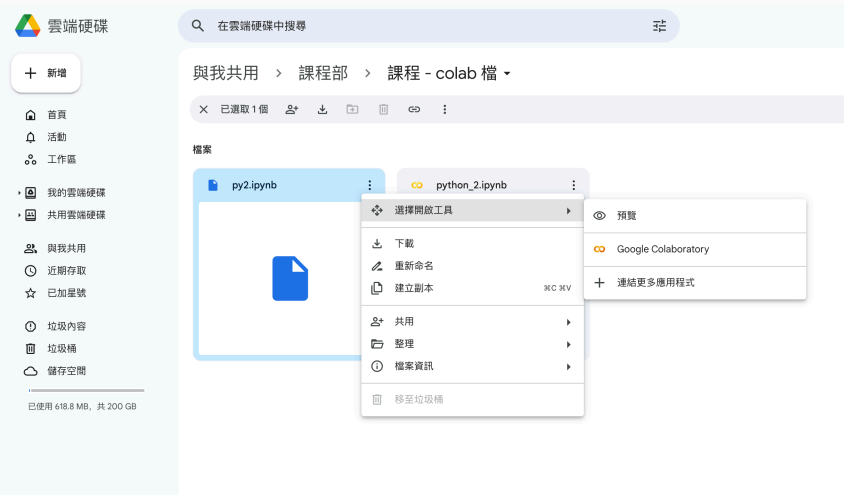 雲端硬碟
在雲端硬碟中搜尋
新增
與我共用 > 課程部 > 課程 - colab 檔
已選取 1 個
首頁
活動
工作區
我的雲端硬碟
共用雲端硬碟
與我共用
近期存取
已加星號
垃圾內容
垃圾桶
儲存空間
已使用 618.8 MB，共 200 GB
檔案
py2.ipynb
python_2.ipynb
選擇開啟工具
下載
重新命名
建立副本 ⌘C ⌘V
共用
整理
檔案資訊
移至垃圾桶
預覽
Google Colaboratory
連結更多應用程式